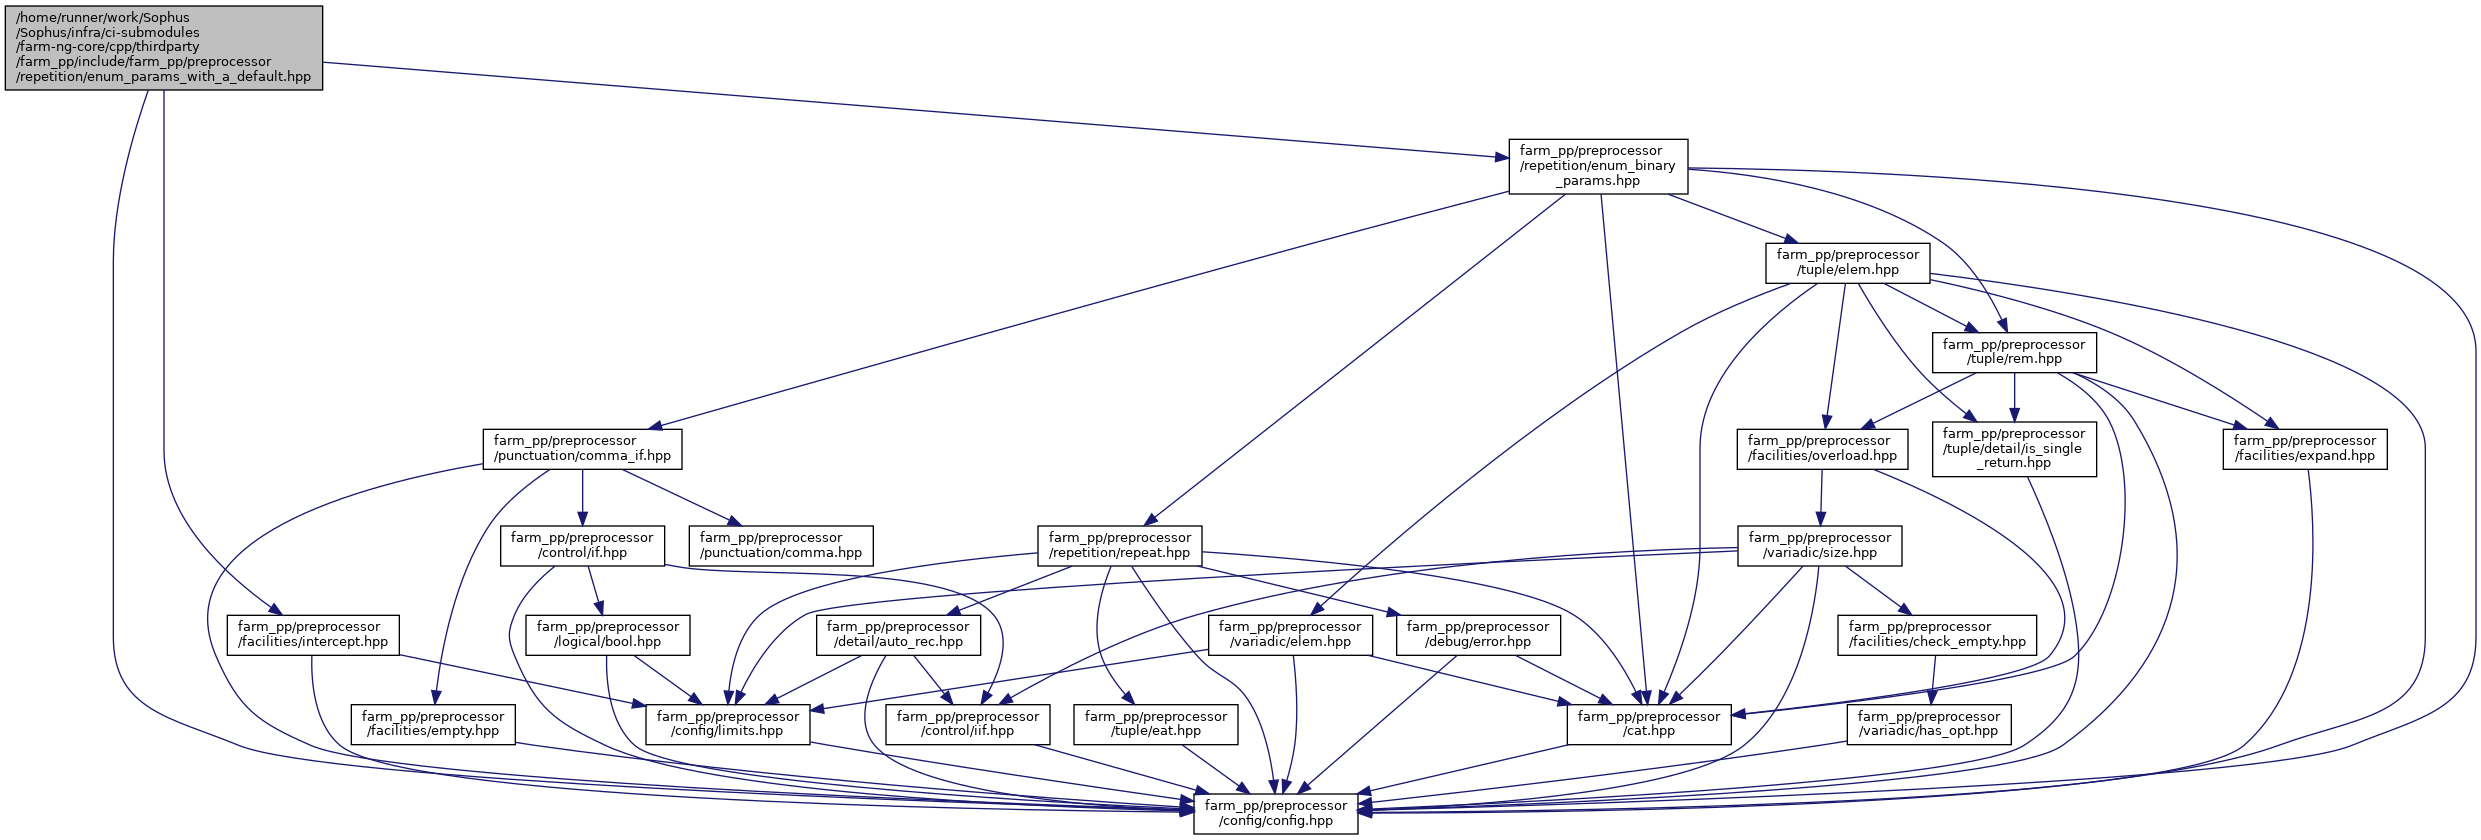 /home/runner/work/Sophus
/Sophus/infra/ci-submodules
/farm-ng-core/cpp/thirdparty
/farm_pp/include/farm_pp/preprocessor
/repetition/enum_params_with_a_default.hpp
farm_pp/preprocessor
/repetition/enum_binary
_params.hpp
farm_pp/preprocessor
/tuple/elem.hpp
farm_pp/preprocessor
/tuple/rem.hpp
farm_pp/preprocessor
/punctuation/comma_if.hpp
farm_pp/preprocessor
/facilities/overload.hpp
farm_pp/preprocessor
/tuple/detail/is_single
_return.hpp
farm_pp/preprocessor
/facilities/expand.hpp
farm_pp/preprocessor
/control/if.hpp
farm_pp/preprocessor
/punctuation/comma.hpp
farm_pp/preprocessor
/repetition/repeat.hpp
farm_pp/preprocessor
/variadic/size.hpp
farm_pp/preprocessor
/facilities/intercept.hpp
farm_pp/preprocessor
/logical/bool.hpp
farm_pp/preprocessor
/detail/auto_rec.hpp
farm_pp/preprocessor
/variadic/elem.hpp
farm_pp/preprocessor
/debug/error.hpp
farm_pp/preprocessor
/facilities/check_empty.hpp
farm_pp/preprocessor
/facilities/empty.hpp
farm_pp/preprocessor
/config/limits.hpp
farm_pp/preprocessor
/control/iif.hpp
farm_pp/preprocessor
/tuple/eat.hpp
farm_pp/preprocessor
/cat.hpp
farm_pp/preprocessor
/variadic/has_opt.hpp
farm_pp/preprocessor
/config/config.hpp